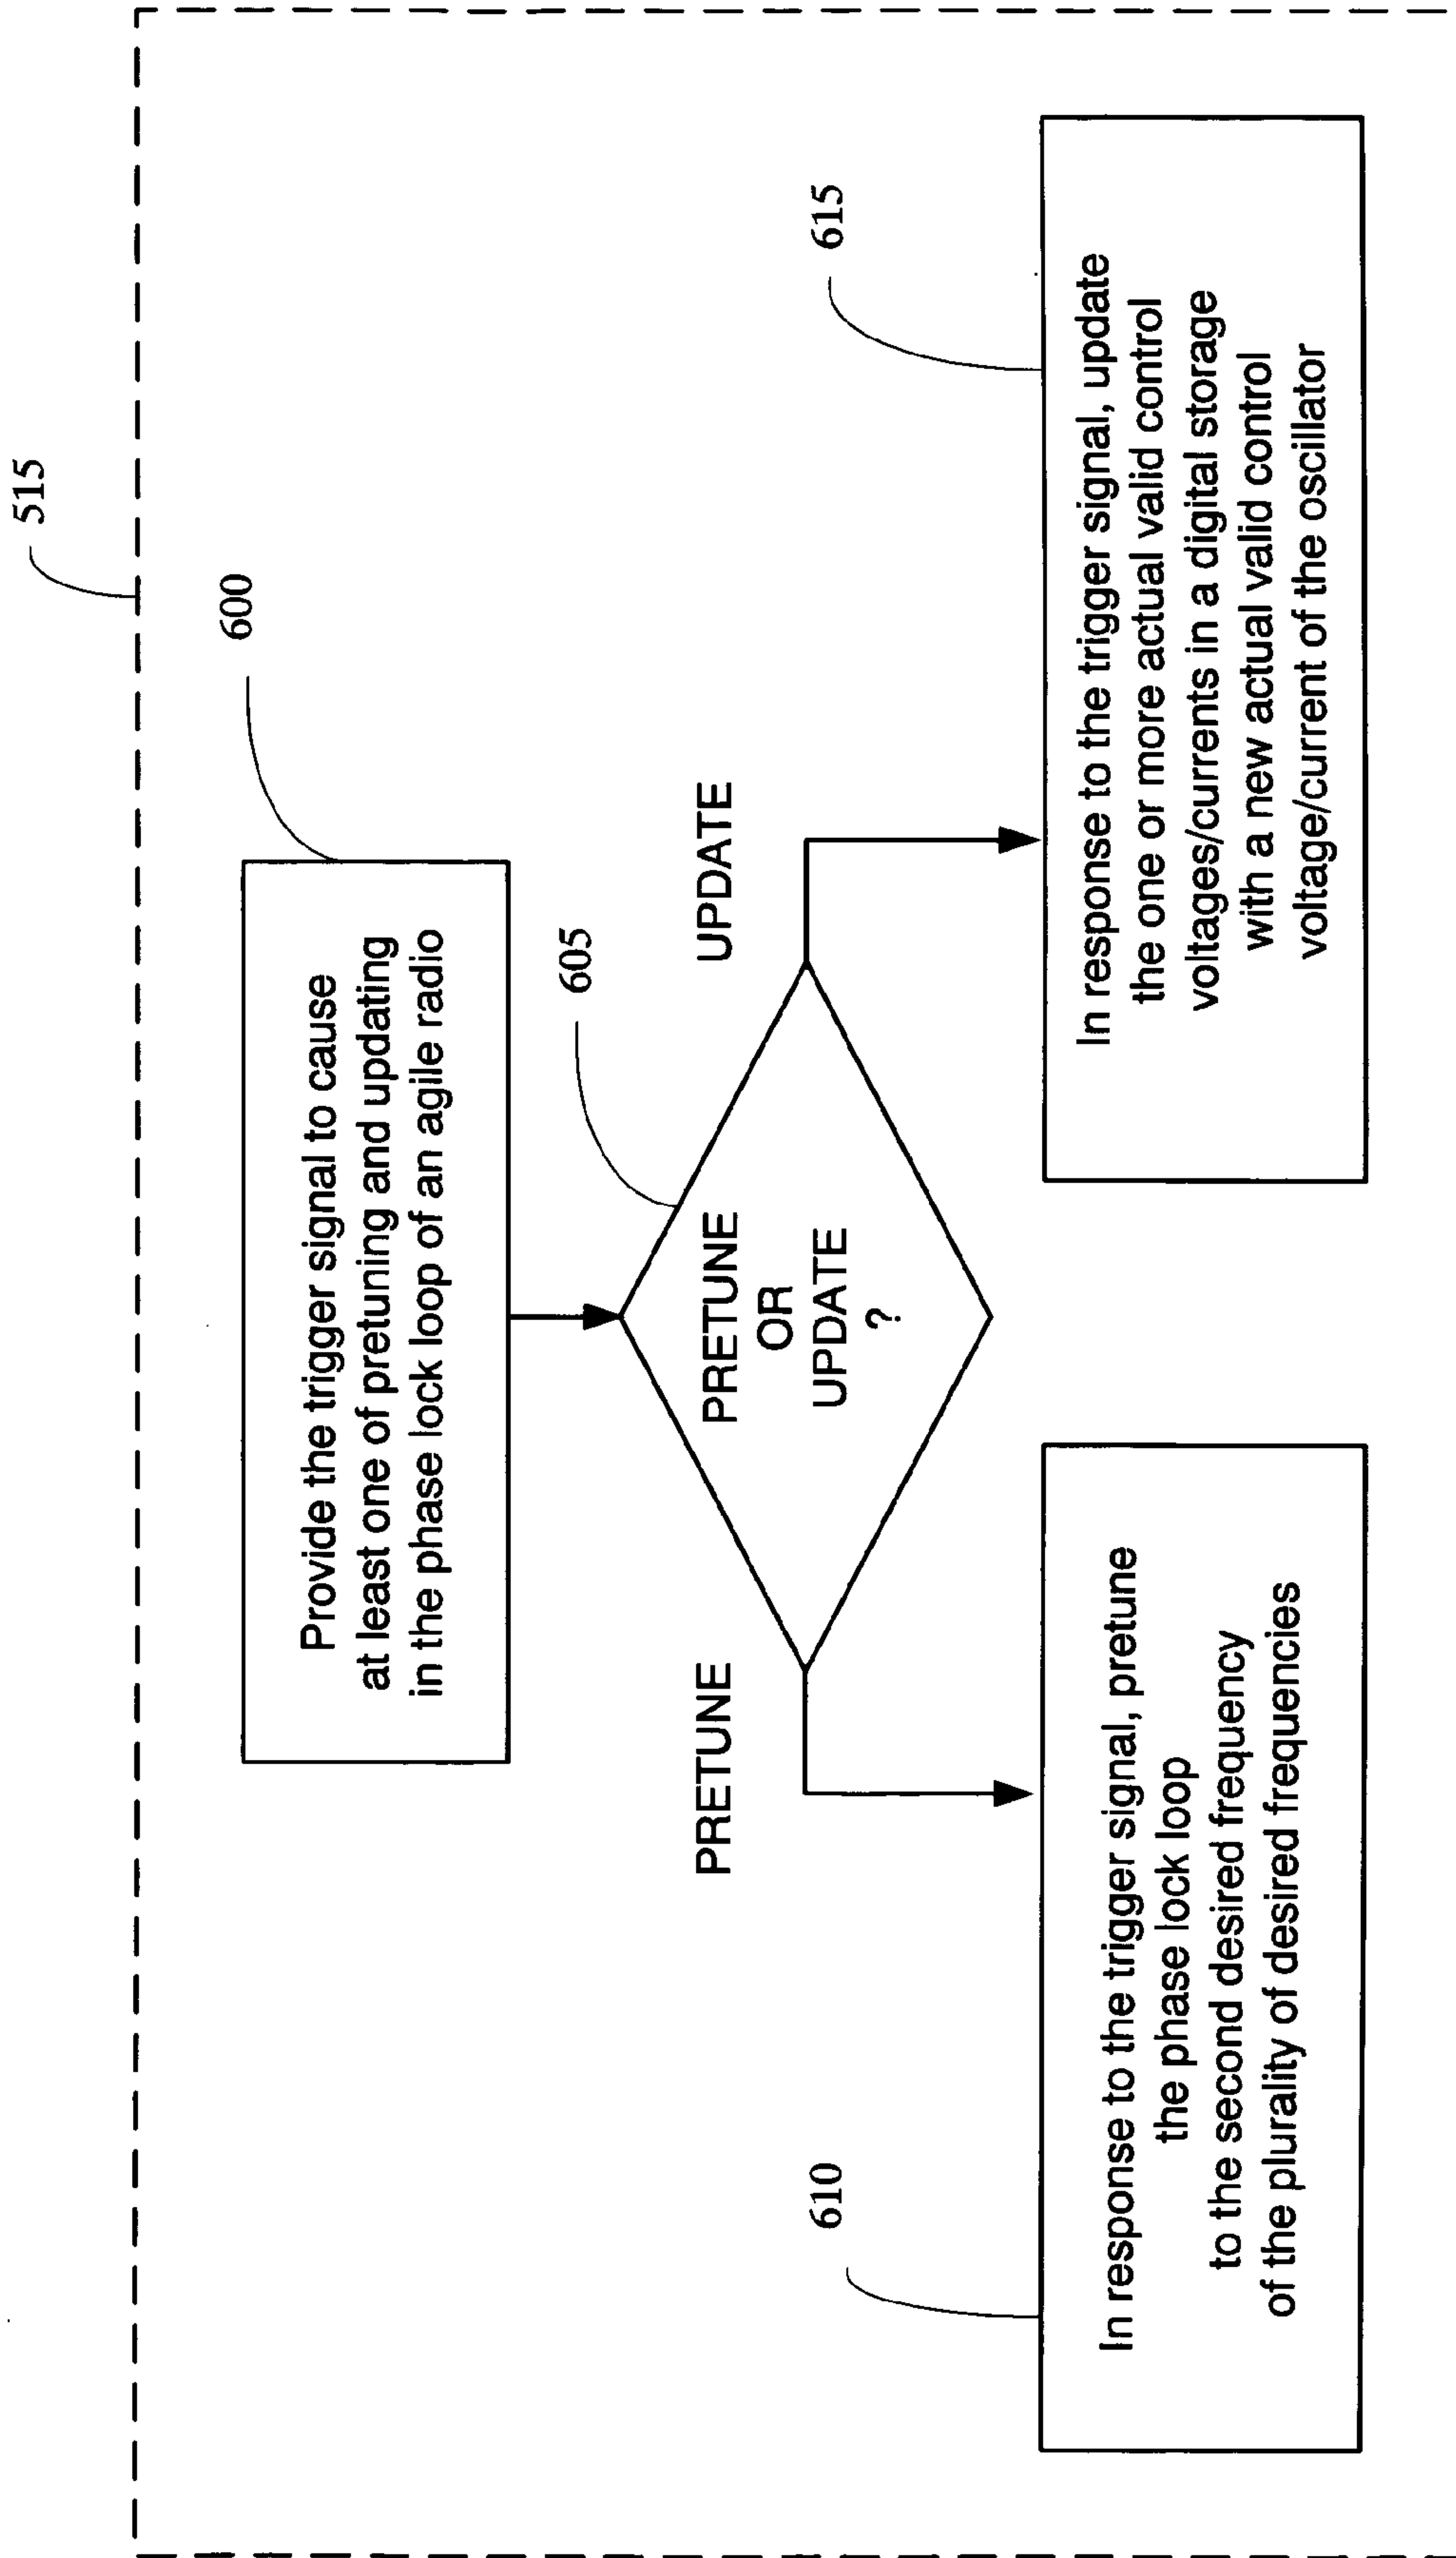 515
600
Provide the trigger signal to cause
at least one of pretuning and updating
in the phase lock loop of an agile radio
605
PRETUNE
OR
UPDATE
?
PRETUNE
UPDATE
610
In response to the trigger signal, pretune
the phase lock loop
to the second desired frequency
of the plurality of desired frequencies
615
In response to the trigger signal, update
the one or more actual valid control
voltages/currents in a digital storage
with a new actual valid control
voltage/current of the oscillator